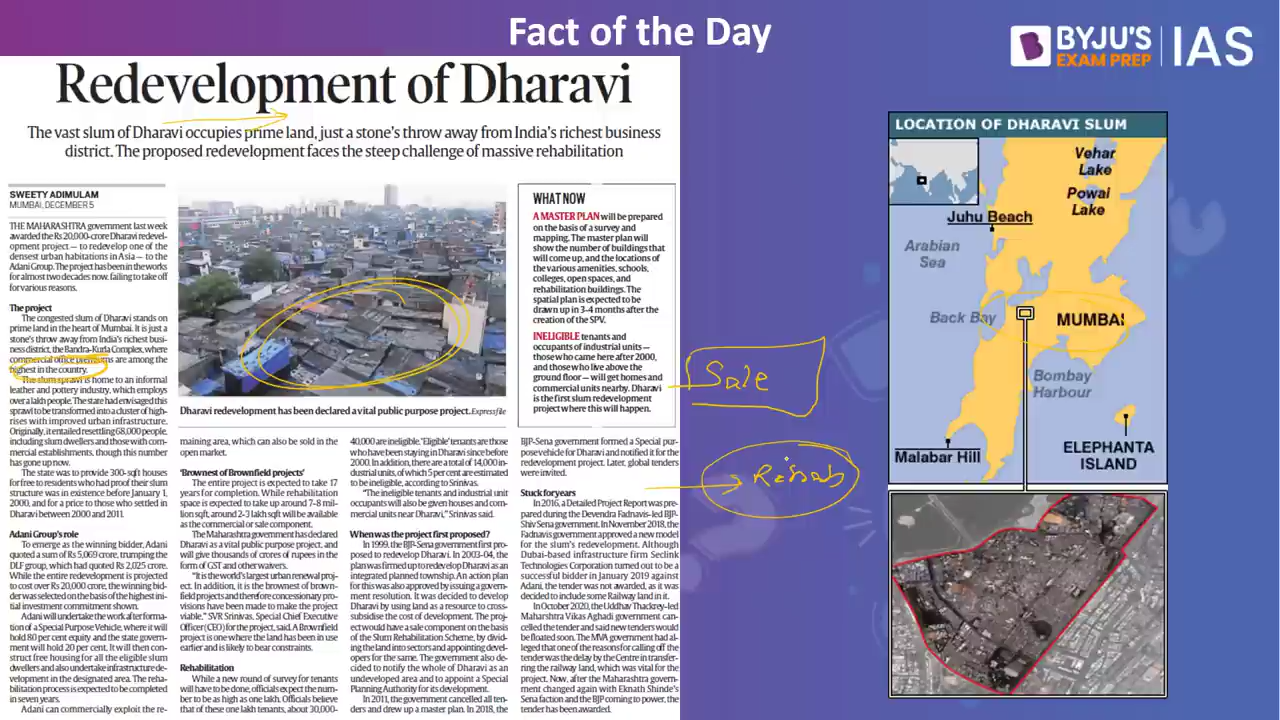 Fact of the Day
BYJU'S
EXAM PREP
IAS
Redevelopment of Dharavi
The vast slum of Dharavi occupies prime land, just a stone's throw away from India's richest business
district. The proposed redevelopment faces the steep challenge of massive rehabilitation
SWEETY ADIMULAM
MUMBAI, DECEMBER 5
THE MAHARASHTRA government last week
awarded the Rs 20,000-crore Dharavi redevel-
opment project — to redevelop one of the
densest urban habitations in Asia — to the
Adani Group. The project has been in the works
for almost two decades now, failing to take off
for various reasons.
The project
The congested slum of Dharavi stands on
prime land in the heart of Mumbai. It is just a
stone's throw away from India's richest busi-
ness district, the Bandra-Kurla Complex, where
commercial office premiums are among the
highest in the country.
The slum sprawl is home to an informal
leather and pottery industry, which employs
over a lakh people. The state had envisaged this
sprawl to be transformed into a cluster of high-
rises with improved urban infrastructure.
Originally, it entailed resettling 68,000 people,
including slum dwellers and those with com-
mercial establishments, though this number
has gone up now.
The state was to provide 300-sqft houses
for free to residents who had proof their slum
structure was in existence before January 1,
2000, and for a price to those who settled in
Dharavi between 2000 and 2011.
Adani Group's role
To emerge as the winning bidder, Adani
quoted a sum of Rs 5,069 crore, trumping the
DLF group, which had quoted Rs 2,025 crore.
While the entire redevelopment is projected
to cost over Rs 20,000 crore, the winning bid-
der was selected on the basis of the highest ini-
tial investment commitment shown.
Adani will undertake the work after forma-
tion of a Special Purpose Vehicle, where it will
hold 80 per cent equity and the state govern-
ment will hold 20 per cent. It will then con-
struct free housing for all the eligible slum
dwellers and also undertake infrastructure de-
velopment in the designated area. The reha-
bilitation process is expected to be completed
in seven years.
Adani can commercially exploit the re-
Dharavi redevelopment has been declared a vital public purpose project. Express file
maining area, which can also be sold in the
open market.
'Brownest of Brownfield projects'
The entire project is expected to take 17
years for completion. While rehabilitation
space is expected to take up around 7-8 mil-
lion sqft, around 2-3 lakh sqft will be available
as the commercial or sale component.
The Maharashtra government has declared
Dharavi as a vital public purpose project, and
will give thousands of crores of rupees in the
form of GST and other waivers.
"It is the world's largest urban renewal proj-
ect. In addition, it is the brownest of brown-
field projects and therefore concessionary pro-
visions have been made to make the project
viable," SVR Srinivas, Special Chief Executive
Officer (CEO) for the project, said. A Brownfield
project is one where the land has been in use
earlier and is likely to bear constraints.
Rehabilitation
While a new round of survey for tenants
will have to be done, officials expect the num-
ber to be as high as one lakh. Officials believe
that of these one lakh tenants, about 30,000-
40,000 are ineligible. 'Eligible' tenants are those
who have been staying in Dharavi since before
2000. In addition, there are a total of 14,000 in-
dustrial units, of which 5 per cent are estimated
to be ineligible, according to Srinivas.
"The ineligible tenants and industrial unit
occupants will also be given houses and com-
mercial units near Dharavi," Srinivas said.
When was the project first proposed?
In 1999, the BJP-Sena government first pro-
posed to redevelop Dharavi. In 2003-04, the
plan was firmed up to redevelop Dharavi as an
integrated planned township. An action plan
for this was also approved by issuing a govern-
ment resolution. It was decided to develop
Dharavi by using land as a resource to cross-
subsidise the cost of development. The proj-
ect would have a sale component on the basis
of the Slum Rehabilitation Scheme, by divid-
ing the land into sectors and appointing devel-
opers for the same. The government also de-
cided to notify the whole of Dharavi as an
undeveloped area and to appoint a Special
Planning Authority for its development.
In 2011, the government cancelled all ten-
ders and drew up a master plan. In 2018, the
WHAT NOW
A MASTER PLAN will be prepared
on the basis of a survey and
mapping. The master plan will
show the number of buildings that
will come up, and the locations of
the various amenities, schools,
colleges, open spaces, and
rehabilitation buildings. The
spatial plan is expected to be
drawn up in 3-4 months after the
creation of the SPV.
INELIGIBLE tenants and
occupants of industrial units —
those who came here after 2000,
and those who live above the
ground floor — will get homes and
commercial units nearby. Dharavi
is the first slum redevelopment
project where this will happen.
BJP-Sena government formed a Special pur-
pose vehicle for Dharavi and notified it for the
redevelopment project. Later, global tenders
were invited.
Stuck for years
In 2016, a Detailed Project Report was pre-
pared during the Devendra Fadnavis-led BJP-
Shiv Sena government. In November 2018, the
Fadnavis government approved a new model
for the slum's redevelopment. Although
Dubai-based infrastructure firm Seclink
Technologies Corporation turned out to be a
successful bidder in January 2019 against
Adani, the tender was not awarded, as it was
decided to include some Railway land in it.
In October 2020, the Uddhav Thackrey-led
Maharshtra Vikas Aghadi government can-
celled the tender and said new tenders would
be floated soon. The MVA government had al-
leged that one of the reasons for calling off the
tender was the delay by the Centre in transfer-
ring the railway land, which was vital for the
project. Now, after the Maharashtra govern-
ment changed again with Eknath Shinde's
Sena faction and the BJP coming to power, the
tender has been awarded.
Sale
Rehab
LOCATION OF DHARAVI SLUM
Vehar
Lake
Powai
Lake
Juhu Beach
Arabian
Sea
Back Bay
MUMBAI
Bombay
Harbour
Malabar Hill
ELEPHANTA
ISLAND